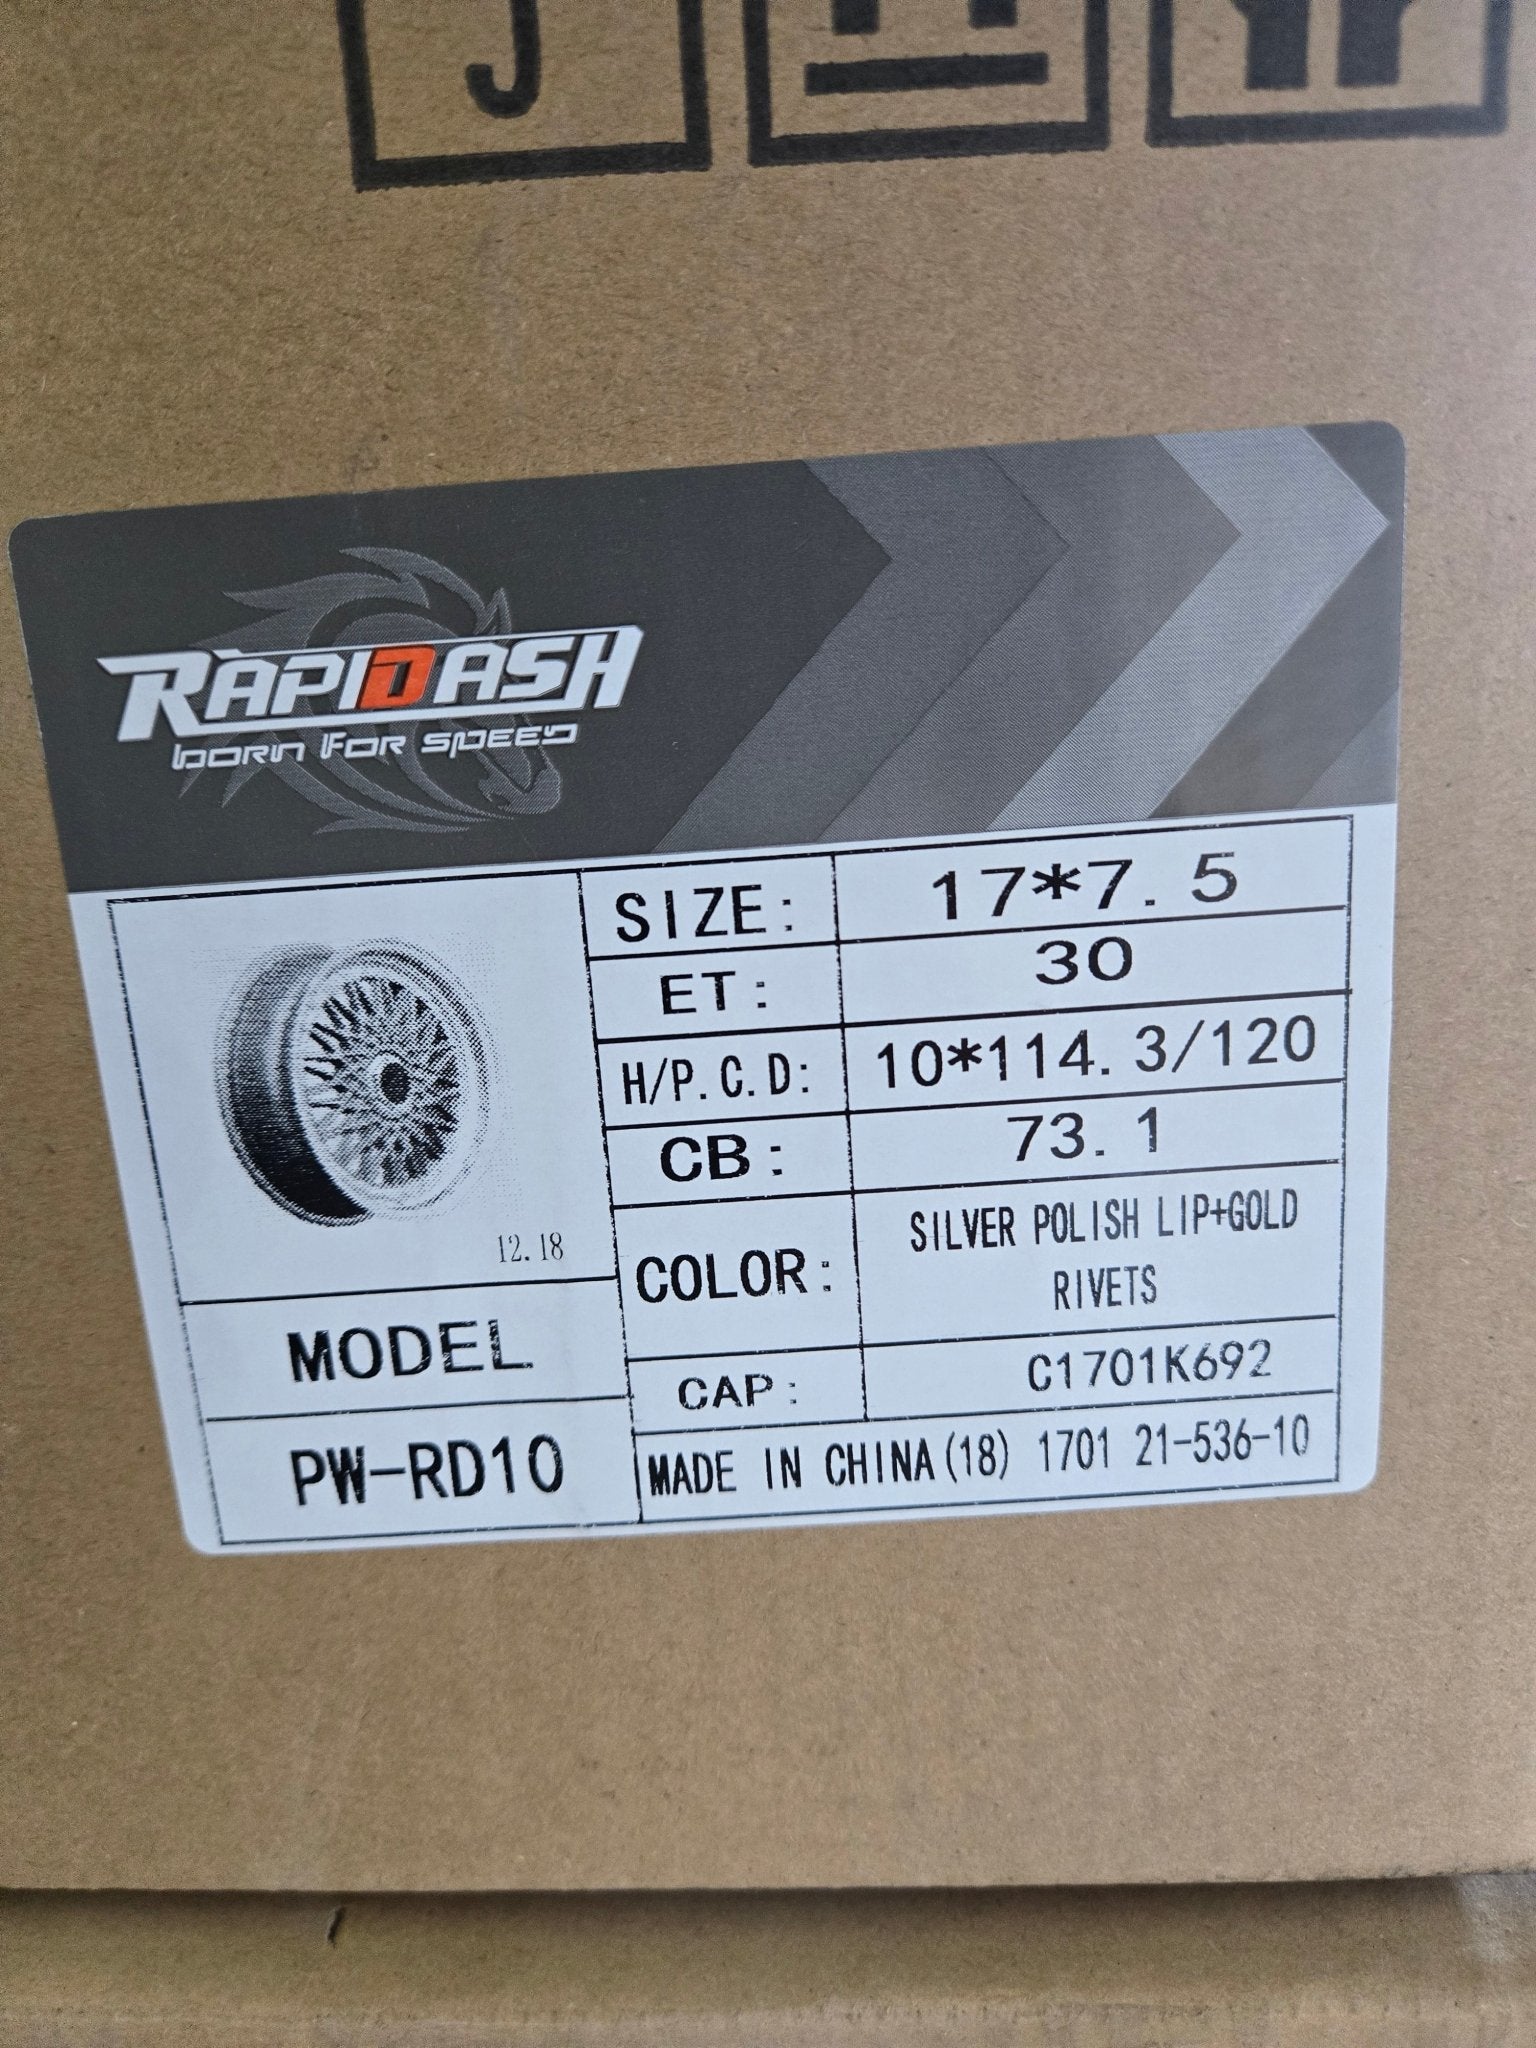 RAPIDASH
BORN FOR SPEED
SIZE: 17*7.5
ET: 30
H/P.C.D: 10*114.3/120
CB: 73.1
12.18
COLOR: SILVER POLISH LIP+GOLD
RIVETS
MODEL
CAP: C1701K692
PW-RD10
MADE IN CHINA(18) 1701 21-536-10